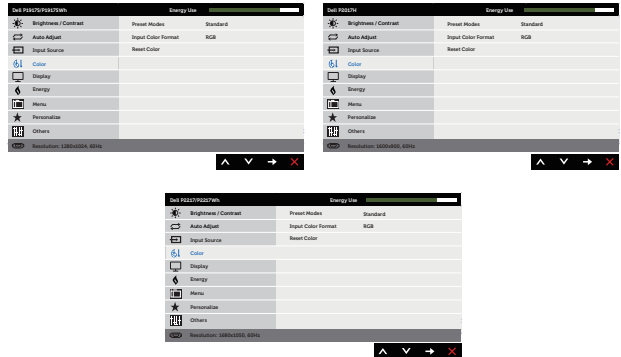 Dell P1917S/P1917SWh Energy Use
Brightness / Contrast Preset Modes Standard
Auto Adjust Input Color Format RGB
Input Source Reset Color
Color
Display
Energy
Menu
Personalize
Others
Resolution: 1280x1024, 60Hz
Dell P2017H Energy Use
Brightness / Contrast Preset Modes Standard
Auto Adjust Input Color Format RGB
Input Source Reset Color
Color
Display
Energy
Menu
Personalize
Others
Resolution: 1600x900, 60Hz
Dell P2217/P2217Wh Energy Use
Brightness / Contrast Preset Modes Standard
Auto Adjust Input Color Format RGB
Input Source Reset Color
Color
Display
Energy
Menu
Personalize
Others
Resolution: 1680x1050, 60Hz